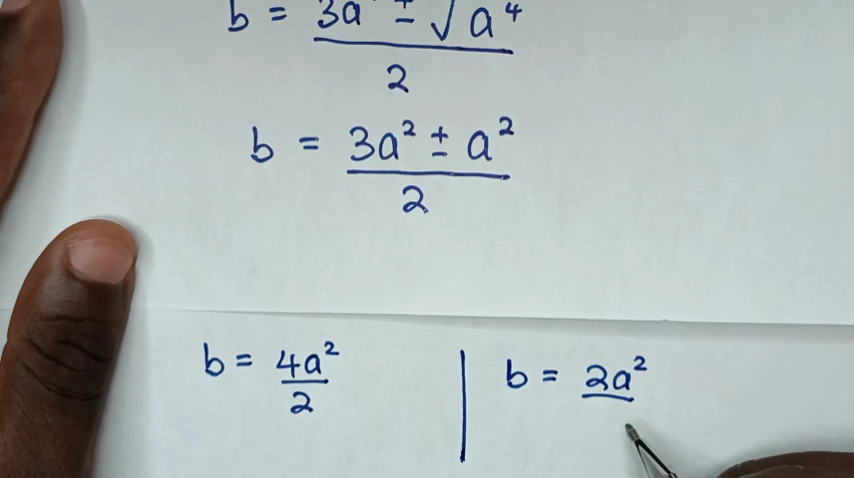 b = 3a² ± √a⁴
2
b = 3a² ± a²
2
b = 4a² | b = 2a²
2